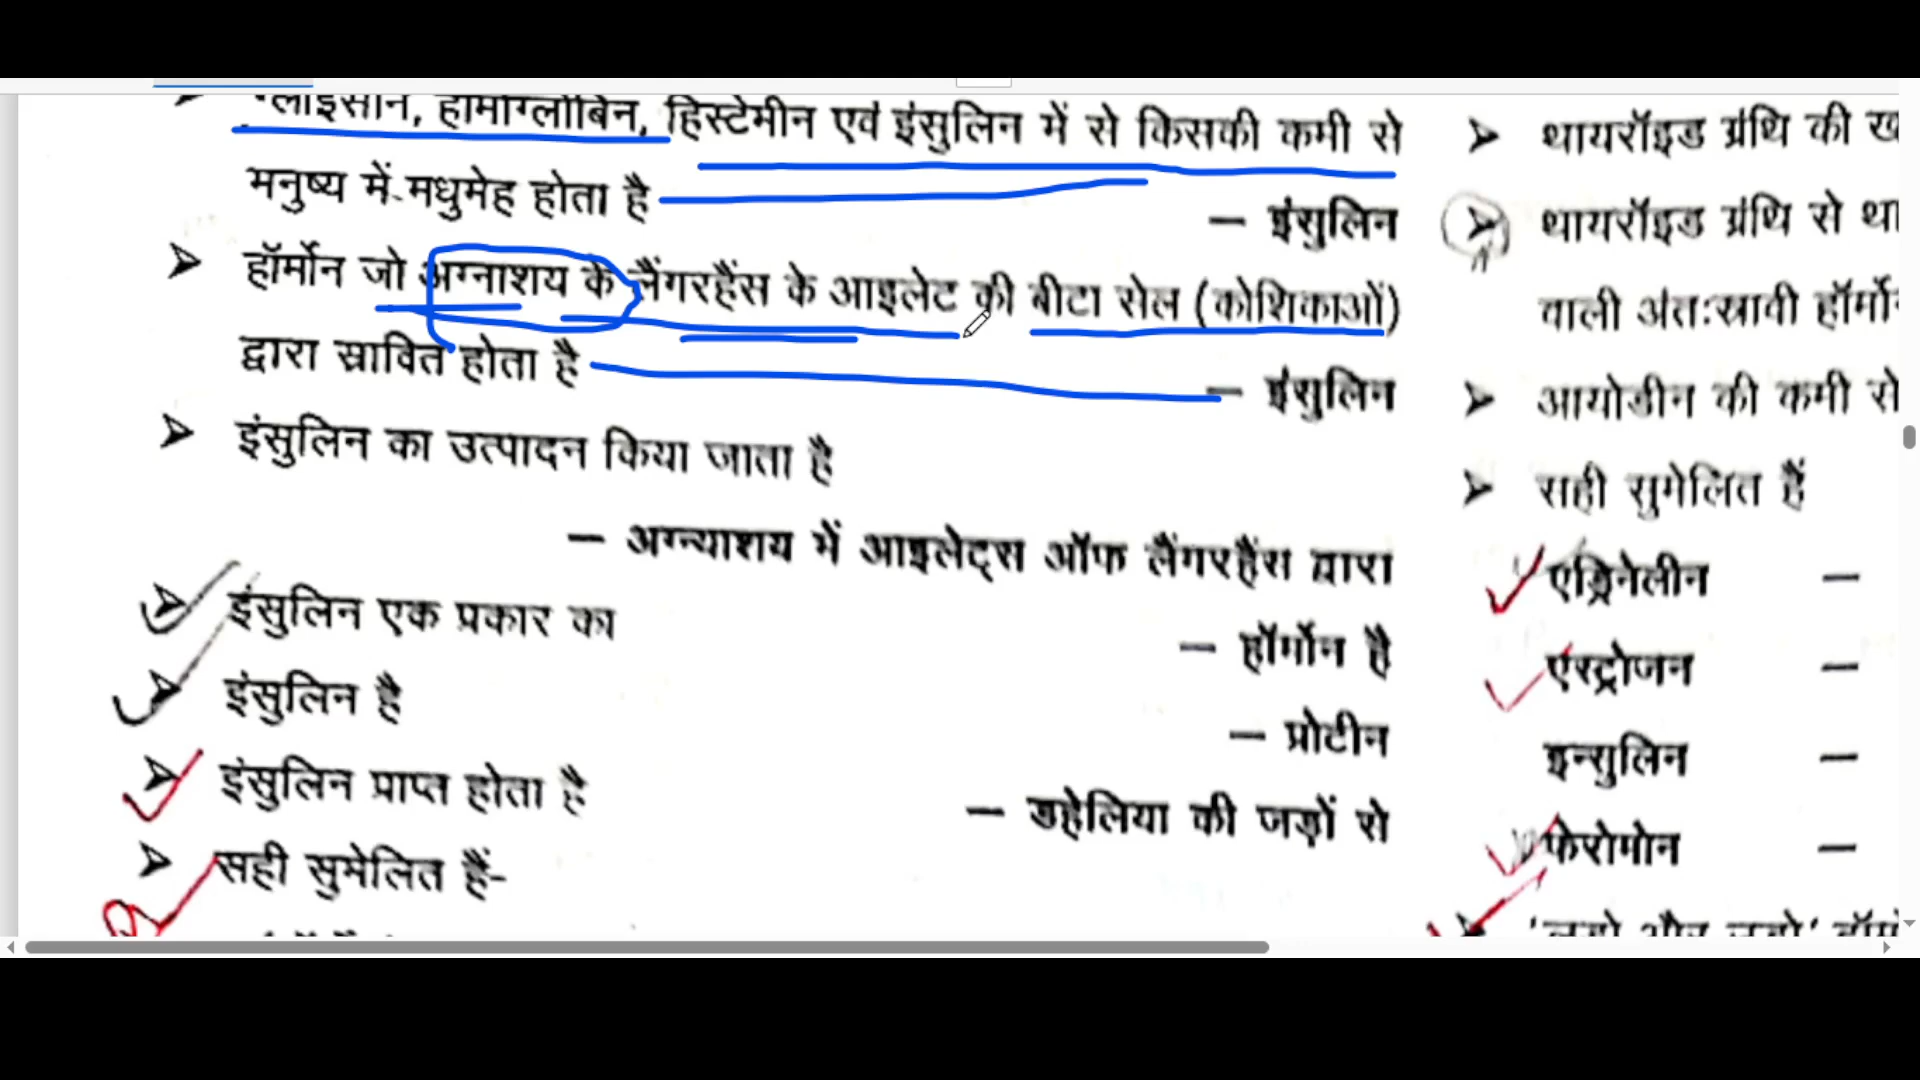 ग्लाइसीन, हीमोग्लोबिन, हिस्टेमीन एवं इंसुलिन में से किसकी कमी से
मनुष्य में मधुमेह होता है
— इंसुलिन
हॉर्मोन जो अग्नाशय के लैंगरहैंस के आइलेट की बीटा सेल (कोशिकाओं)
द्वारा स्रावित होता है
— इंसुलिन
इंसुलिन का उत्पादन किया जाता है
— अग्न्याशय में आइलेट्स ऑफ लैंगरहैंस द्वारा
इंसुलिन एक प्रकार का
— हॉर्मोन है
इंसुलिन है
— प्रोटीन
इंसुलिन प्राप्त होता है
— डहेलिया की जड़ों से
सही सुमेलित हैं-
थायरॉइड ग्रंथि की
थायरॉइड ग्रंथि से
वाली अंतःस्रावी
आयोडीन की कमी से
सही सुमेलित हैं
एड्रिनेलीन —
एस्ट्रोजन —
इन्सुलिन —
फेरोमोन —